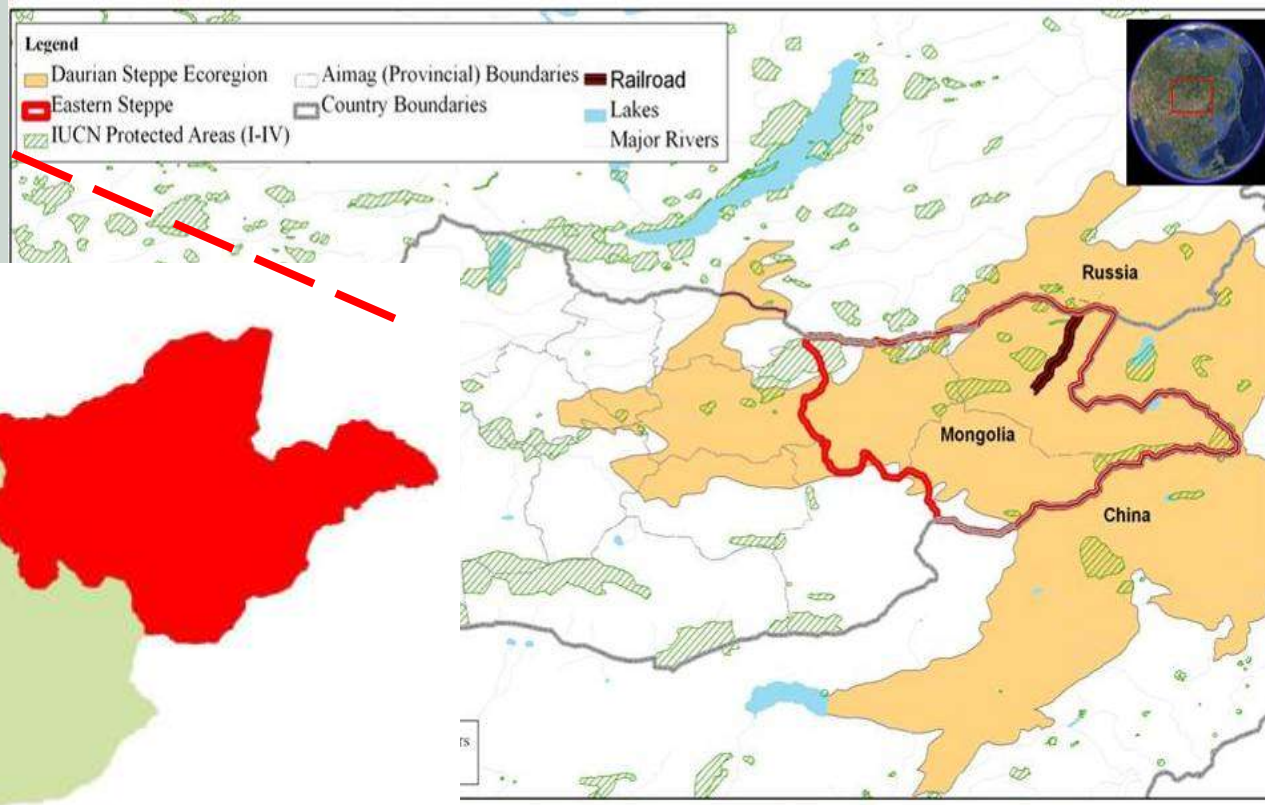 Legend
Daurian Steppe Ecoregion
Eastern Steppe
IUCN Protected Areas (I-IV)
Aimag (Provincial) Boundaries
Country Boundaries
Railroad
Lakes
Major Rivers
Russia
Mongolia
China